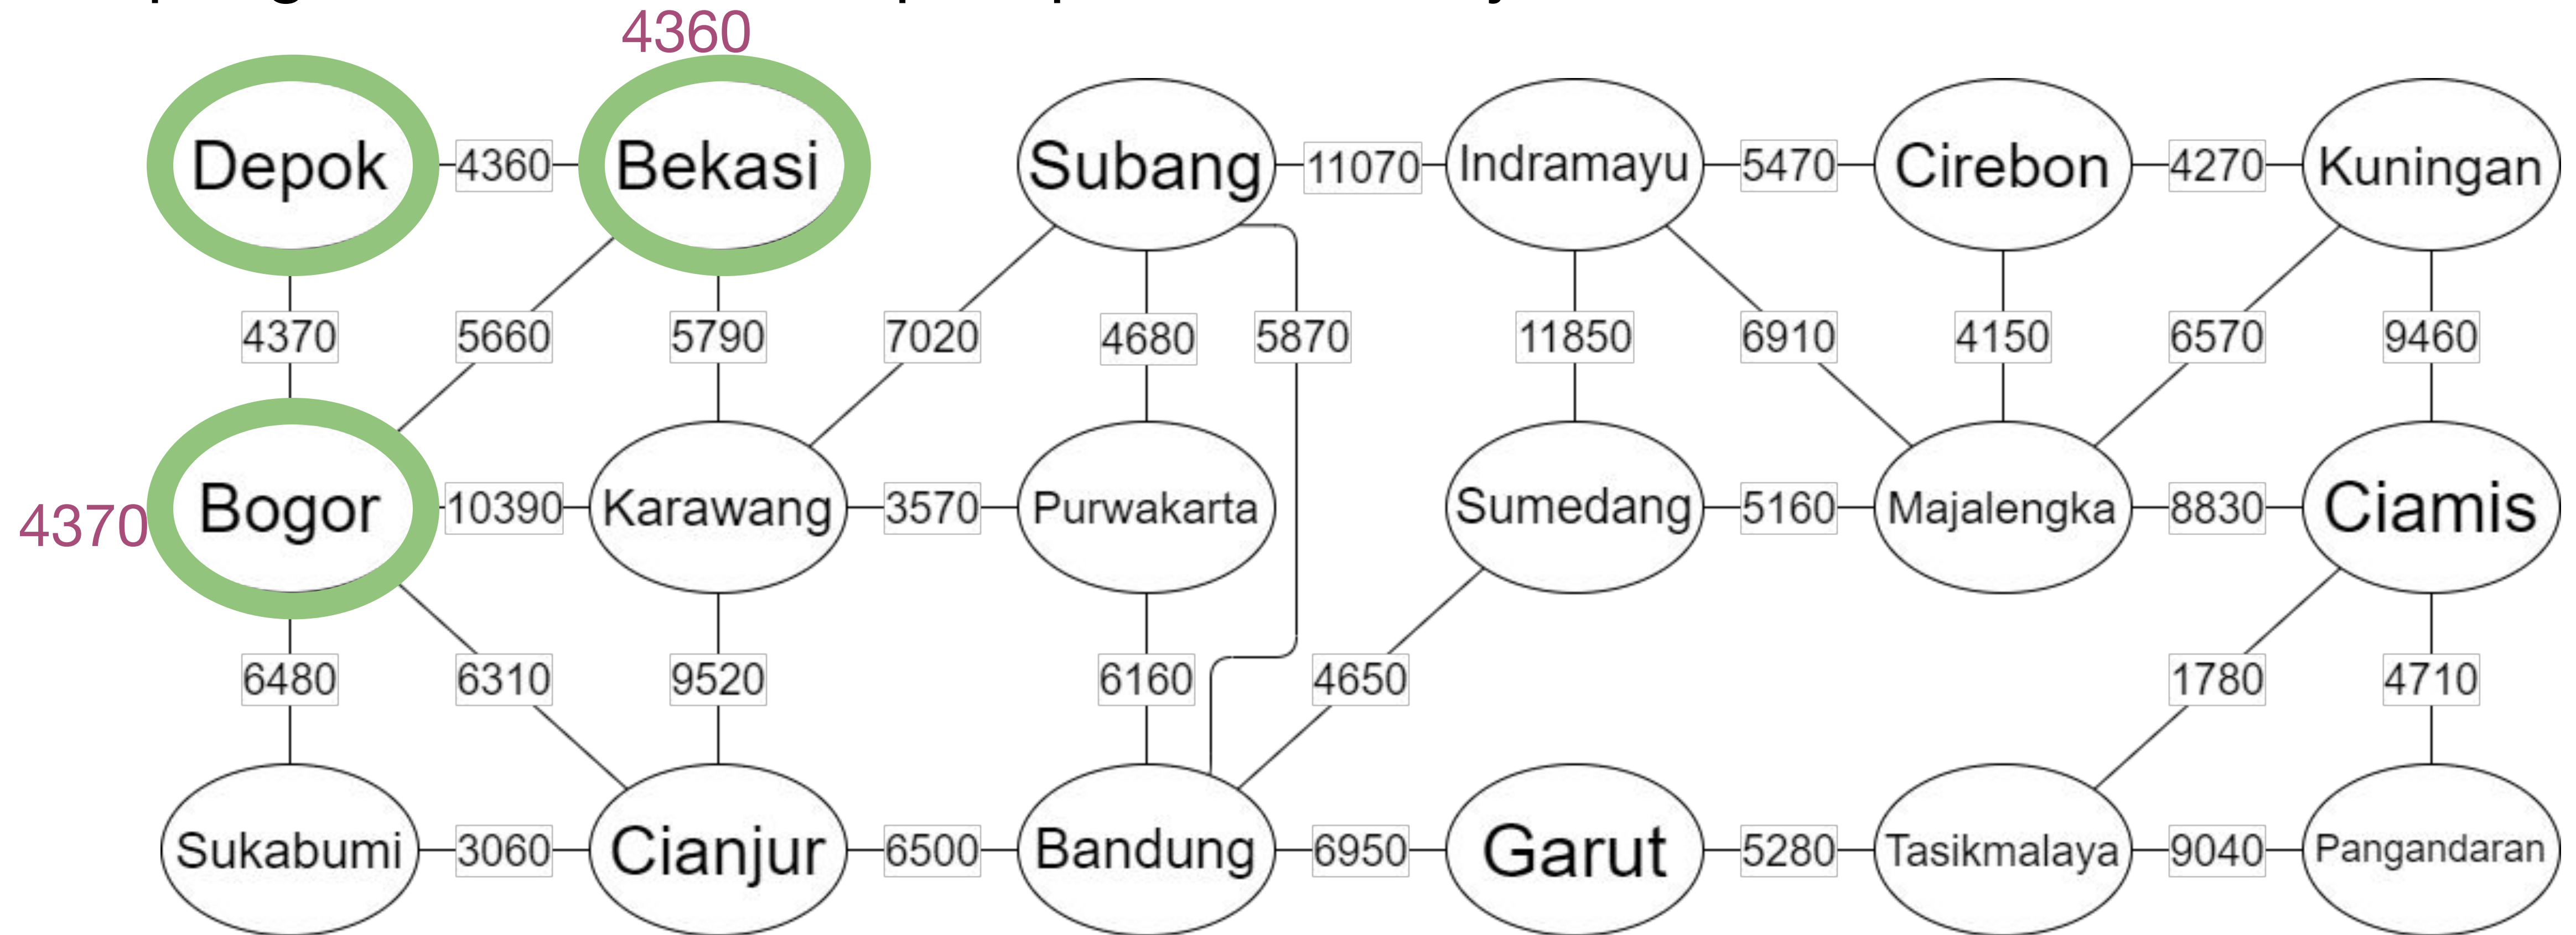 4360
Depok 4360 Bekasi Subang 11070 Indramayu 5470 Cirebon 4270 Kuningan
4370 5660 5790 7020 4680 5870 11850 6910 4150 6570 9460
4370 Bogor 10390 Karawang 3570 Purwakarta Sumedang 5160 Majalengka 8830 Ciamis
6480 6310 9520 6160 4650 1780 4710
Sukabumi 3060 Cianjur 6500 Bandung 6950 Garut 5280 Tasikmalaya 9040 Pangandaran